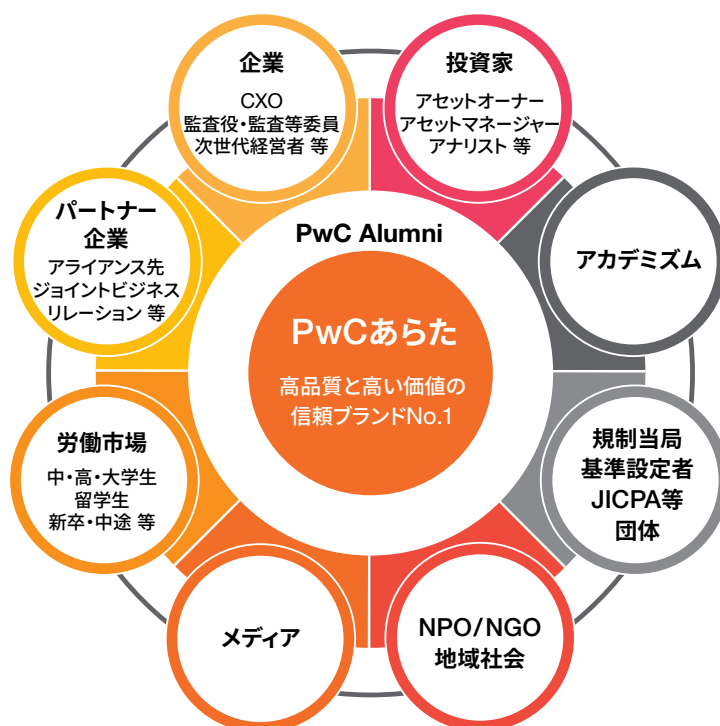 企業
CXO
監査役・監査等委員
次世代経営者 等
投資家
アセットオーナー
アセットマネージャー
アナリスト 等
パートナー
企業
アライアンス先
ジョイントビジネス
リレーション 等
PwC Alumni
アカデミズム
PwCあらた
高品質と高い価値の
信頼ブランドNo.1
労働市場
中・高・大学生
留学生
新卒・中途 等
規制当局
基準設定者
JICPA等
団体
メディア
NPO/NGO
地域社会